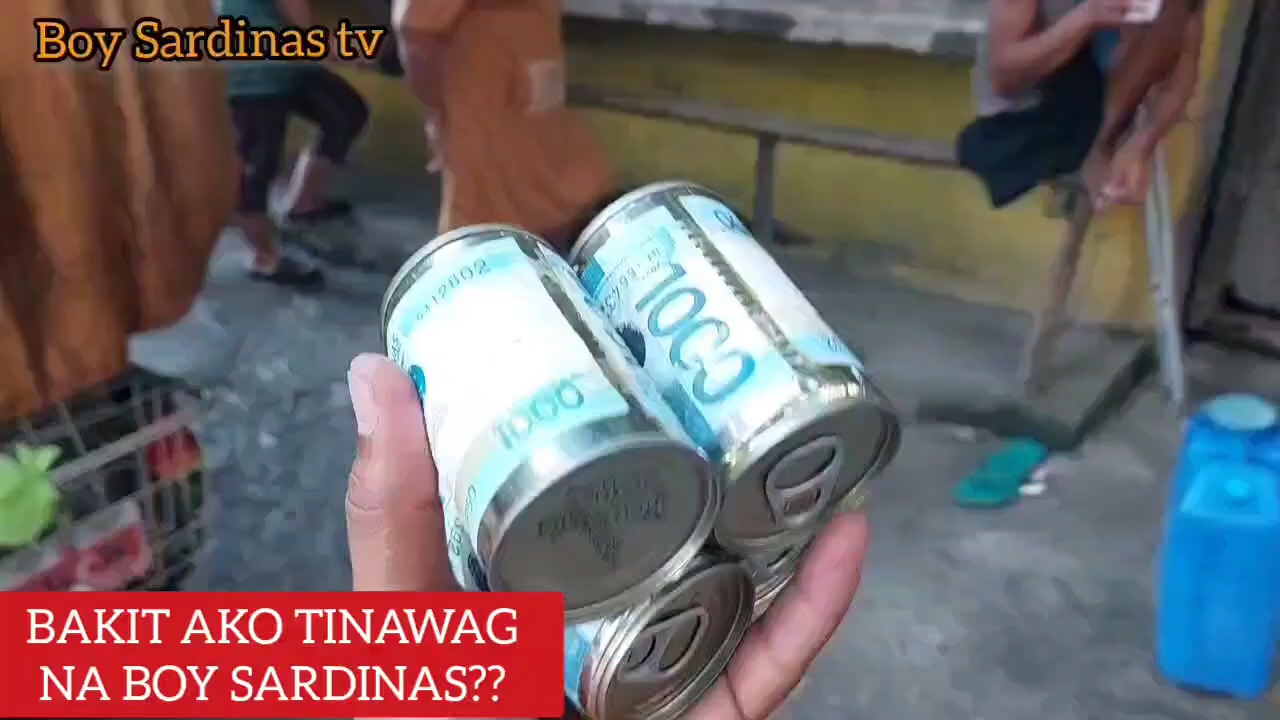 Boy Sardinas tv
1000
1000
BAKIT AKO TINAWAG
NA BOY SARDINAS??